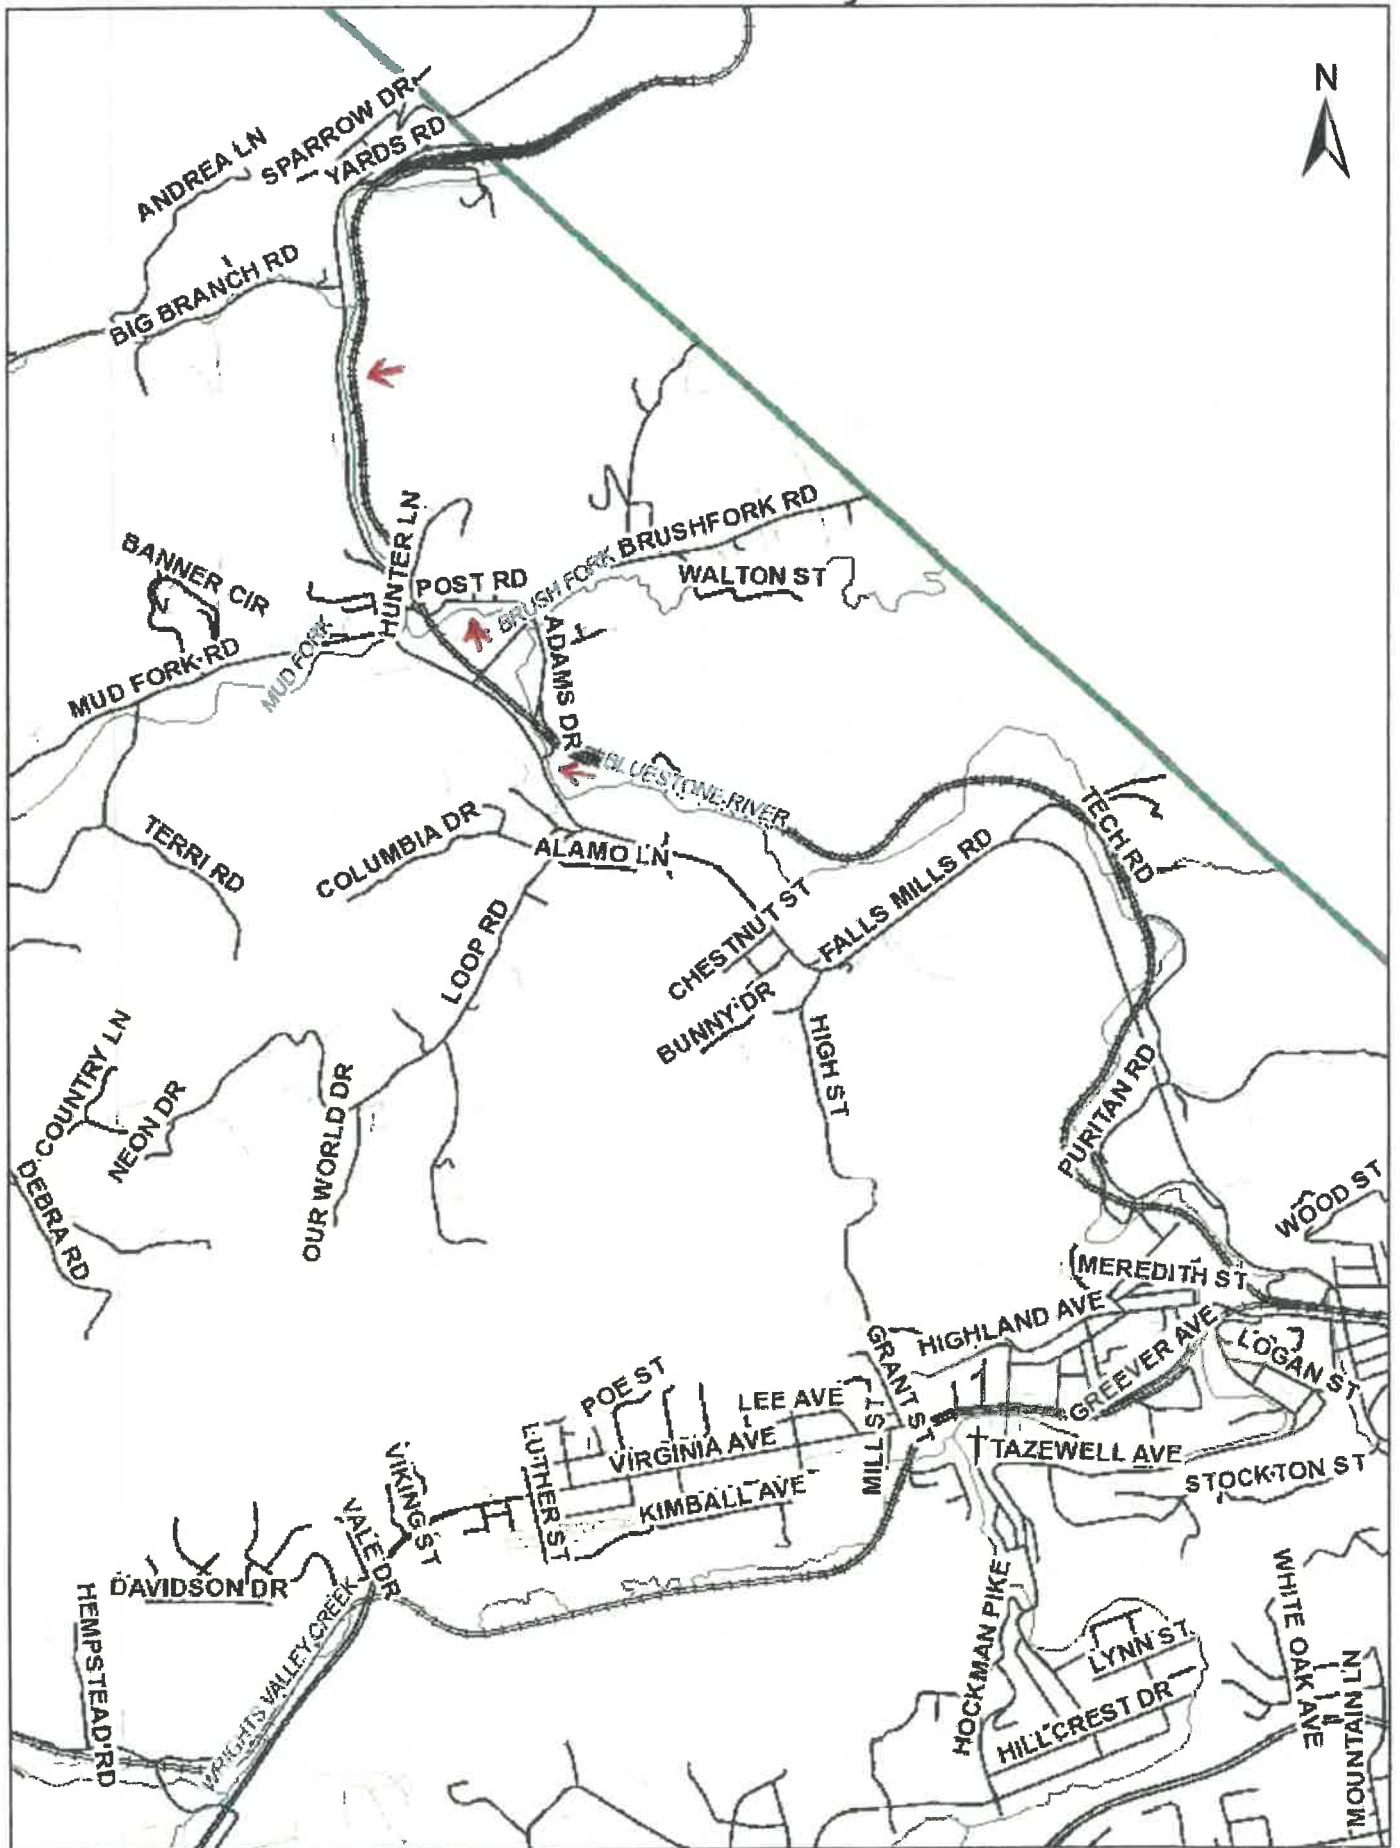 N
SPARROW DR
ANDREA LN
YARDS RD
BIG BRANCH RD
HUNTER LN
BRUSHFORK RD
BANNER CIR
POST RD
BRUSH FORK
WALTON ST
MUD FORK RD
MUD FORK
ADAMS DR
BLUESTONE RIVER
TECH RD
TERRI RD
COLUMBIA DR
ALAMO LN
FALLS MILLS RD
CHESTNUT ST
LOOP RD
BUNNY DR
HIGH ST
COUNTRY LN
NEON DR
OUR WORLD DR
PURITAN RD
DEBRA RD
WOOD ST
MEREDITH ST
HIGHLAND AVE
GRANT ST
GREEVER AVE
LOGAN ST
POE ST
LEE AVE
VIRGINIA AVE
MILL ST
TAZEWELL AVE
LUTHER ST
VIKING ST
KIMBALL AVE
STOCKTON ST
VALE DR
DAVIDSON DR
HEMPSTEAD RD
WRIGHTS VALLEY CREEK
HOCKMAN PIKE
LYNN ST
HILLCREST DR
WHITE OAK AVE
MOUNTAIN LN